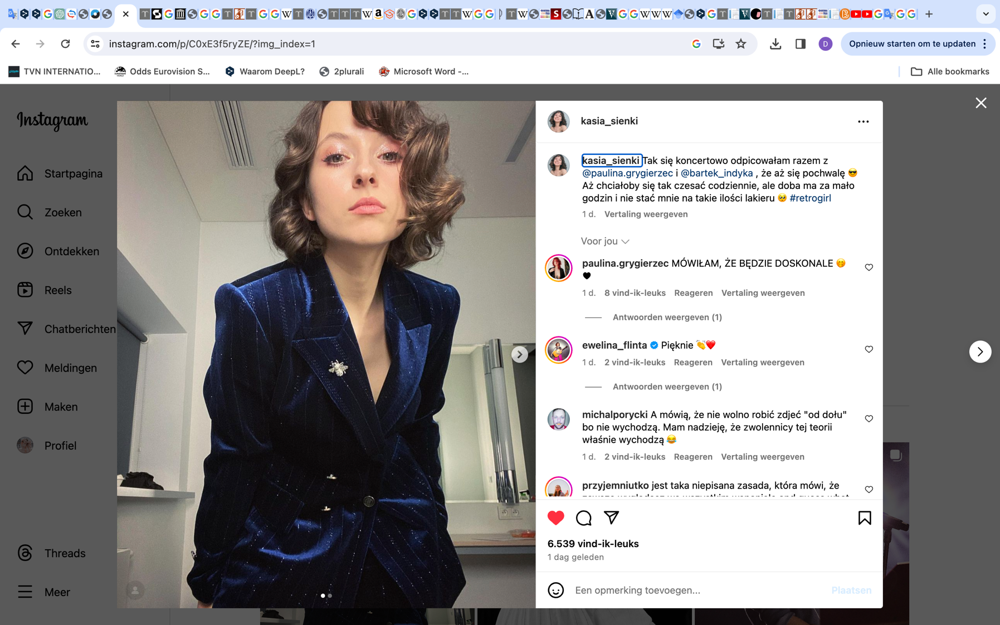 instagram.com/p/C0xE3f5ryZE/?img_index=1
D
Opnieuw starten om te updaten
TVN INTERNATIO...
Odds Eurovision S...
Waarom DeepL?
2plurali
Microsoft Word -...
Alle bookmarks
Instagram
Startpagina
Zoeken
Ontdekken
Reels
Chatberichten
Meldingen
Maken
Profiel
Threads
Meer
kasia_sienki
kasia_sienki Tak się koncertowo odpicowałam razem z
@paulina.grygierzec i @bartek_indyka , że aż się pochwalę 😎
Aż chciałoby się tak czesać codziennie, ale doba ma za mało
godzin i nie stać mnie na takie ilości lakieru 🥺 #retrogirl
1 d. Vertaling weergeven
Voor jou
paulina.grygierzec MÓWIŁAM, ŻE BĘDZIE DOSKONALE 🤭
🖤
1 d. 8 vind-ik-leuks Reageren Vertaling weergeven
Antwoorden weergeven (1)
ewelina_flinta Pięknie 👏❤️
1 d. 2 vind-ik-leuks Reageren Vertaling weergeven
Antwoorden weergeven (1)
michalporycki A mówią, że nie wolno robić zdjęć "od dołu"
bo nie wychodzą. Mam nadzieję, że zwolennicy tej teorii
właśnie wychodzą 😂
1 d. 2 vind-ik-leuks Reageren Vertaling weergeven
przyjemniutko jest taka niepisana zasada, która mówi, że
6.539 vind-ik-leuks
1 dag geleden
Een opmerking toevoegen...
Plaatsen